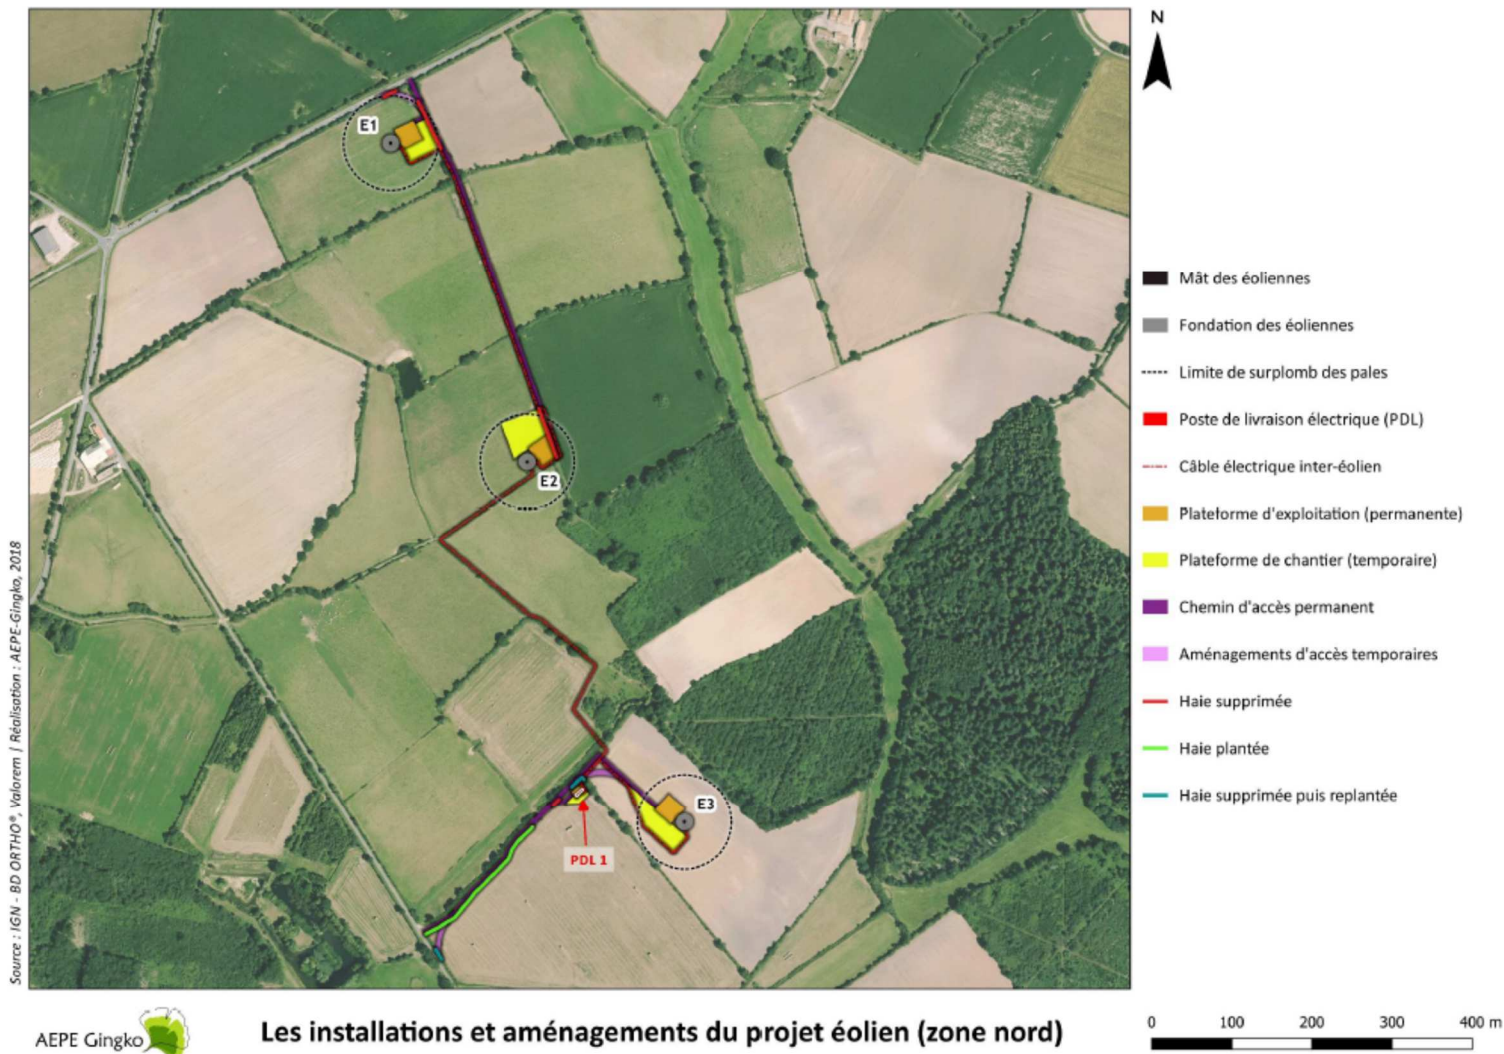 N
E1
E2
E3
PDL 1
Mât des éoliennes
Fondation des éoliennes
Limite de surplomb des pales
Poste de livraison électrique (PDL)
Câble électrique inter-éolien
Plateforme d'exploitation (permanente)
Plateforme de chantier (temporaire)
Chemin d'accès permanent
Aménagements d'accès temporaires
Haie supprimée
Haie plantée
Haie supprimée puis replantée
Source : IGN - BD ORTHO®, Valorem | Réalisation : AEPE-Gingko, 2018
AEPE Gingko
Les installations et aménagements du projet éolien (zone nord)
0 100 200 300 400 m